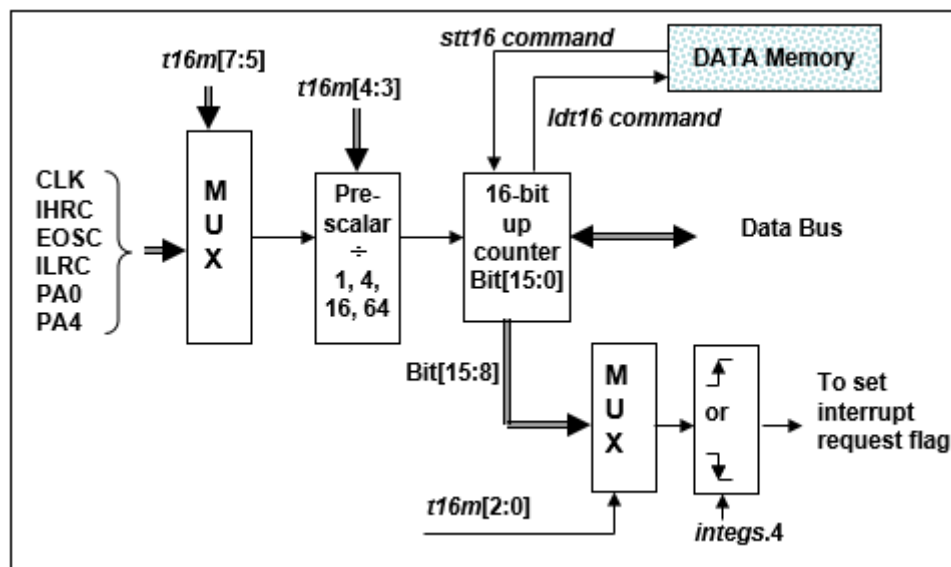 stt16 command
DATA Memory
t16m[7:5]
t16m[4:3]
ldt16 command
CLK
IHRC
EOSC
ILRC
PA0
PA4
M
U
X
Pre-
scalar
÷
1, 4,
16, 64
16-bit
up
counter
Bit[15:0]
Data Bus
Bit[15:8]
M
U
X
or
To set
interrupt
request flag
t16m[2:0]
integs.4